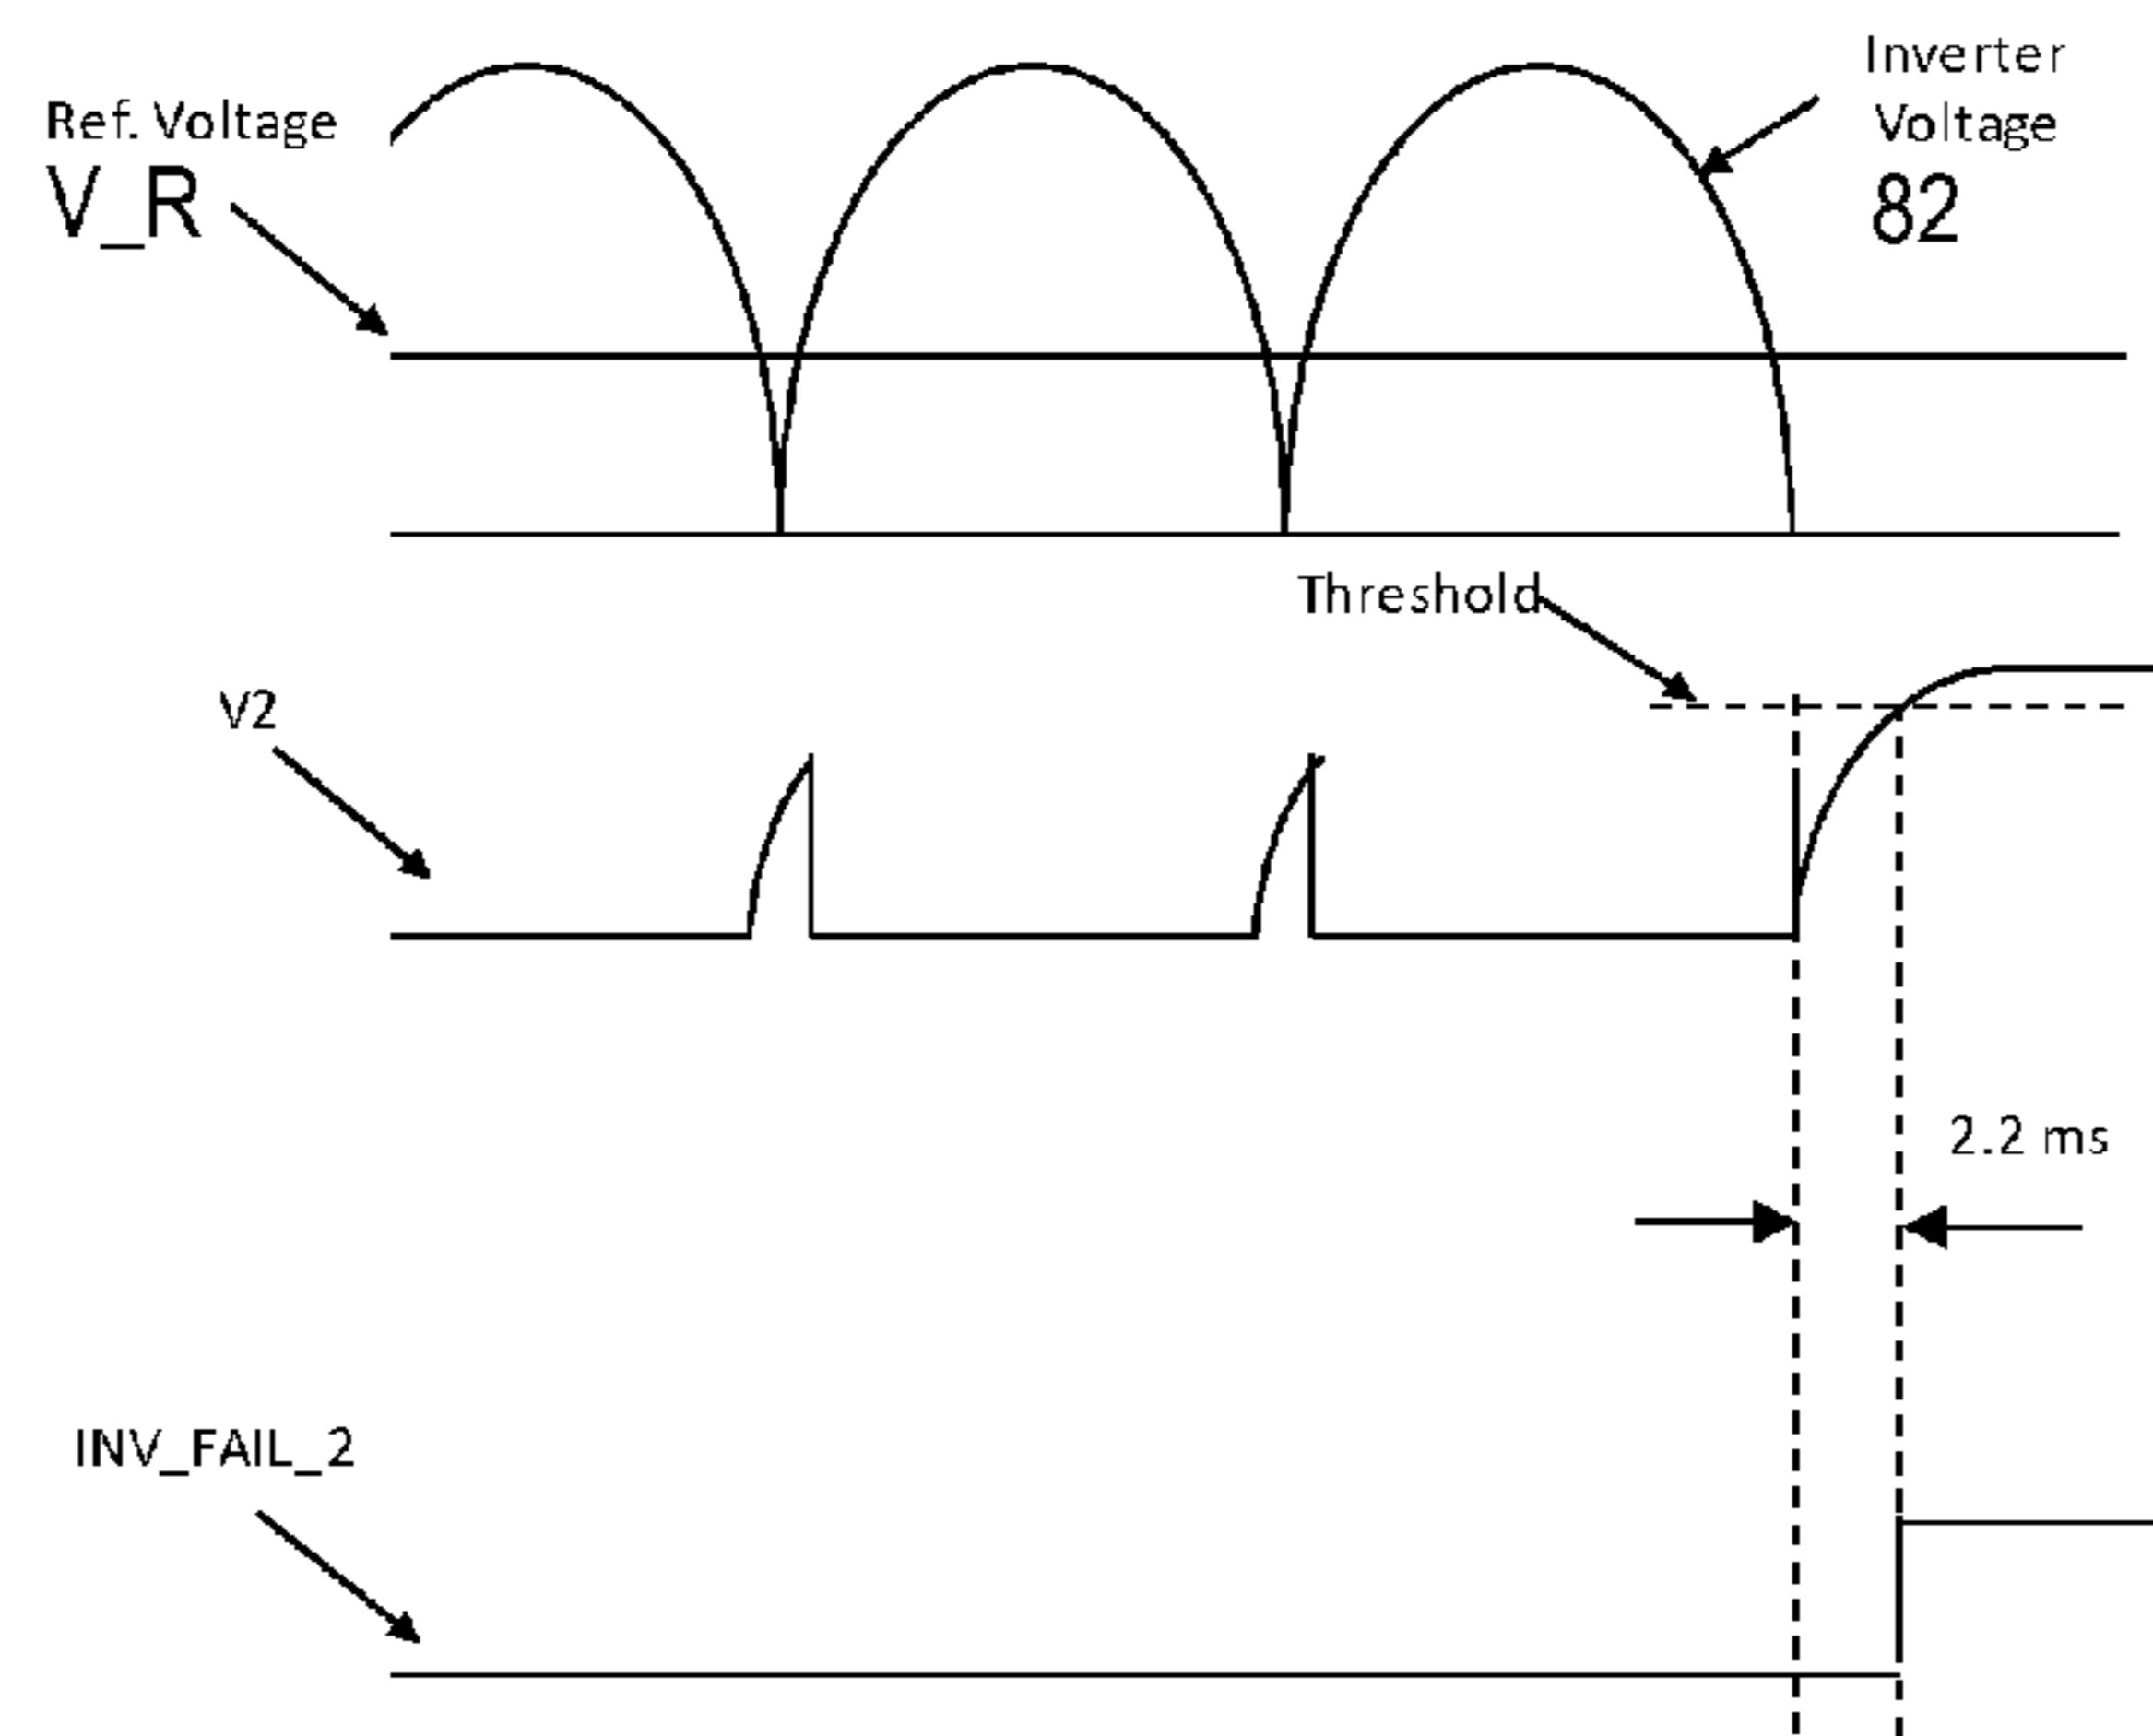 Inverter
Voltage
82
Ref. Voltage
V_R
Threshold
V2
2.2 ms
INV_FAIL_2